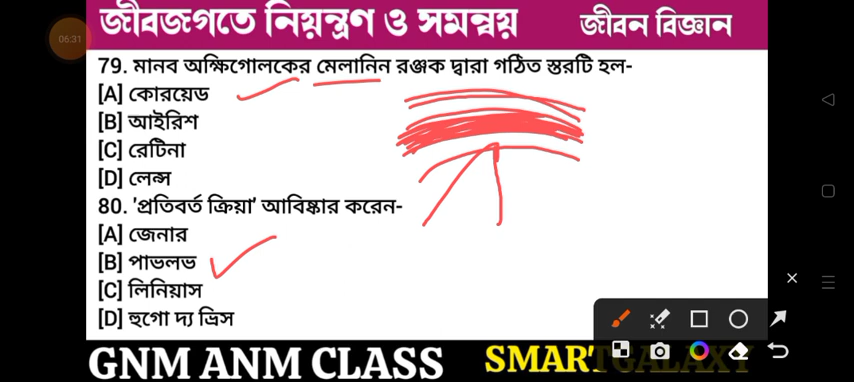 জীবজগতে নিয়ন্ত্রণ ও সমন্বয় জীবন বিজ্ঞান
06:31
79. মানব অক্ষিগোলকের মেলানিন রঞ্জক দ্বারা গঠিত স্তরটি হল-
[A] কোরয়েড
[B] আইরিশ
[C] রেটিনা
[D] লেন্স
80. 'প্রতিবর্ত ক্রিয়া' আবিষ্কার করেন-
[A] জেনার
[B] পাভলভ
[C] লিনিয়াস
[D] হুগো দ্য ভ্রিস
GNM ANM CLASS SMART GALAXY